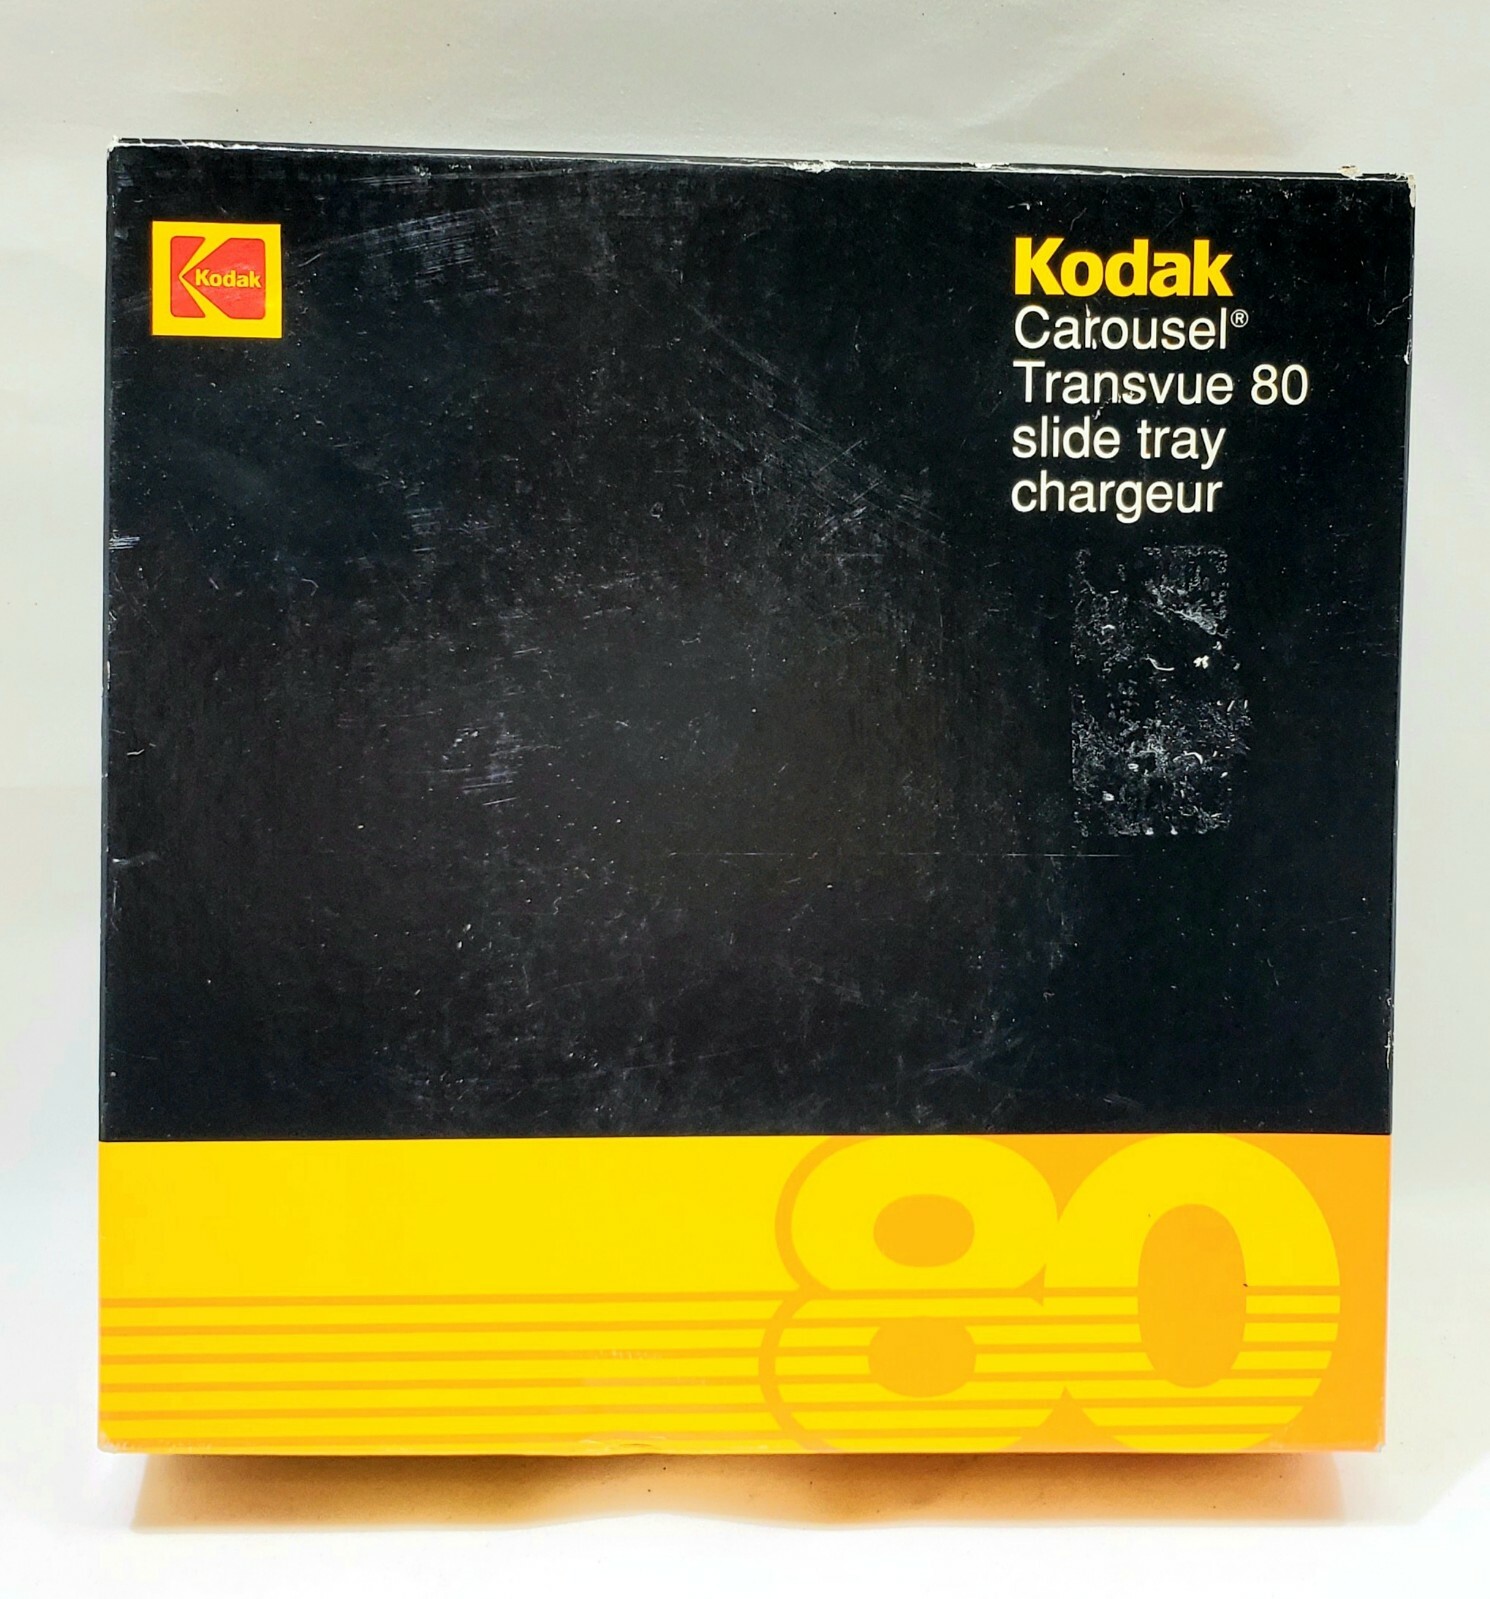 Kodak
Kodak
Carousel®
Transvue 80
slide tray
chargeur
80